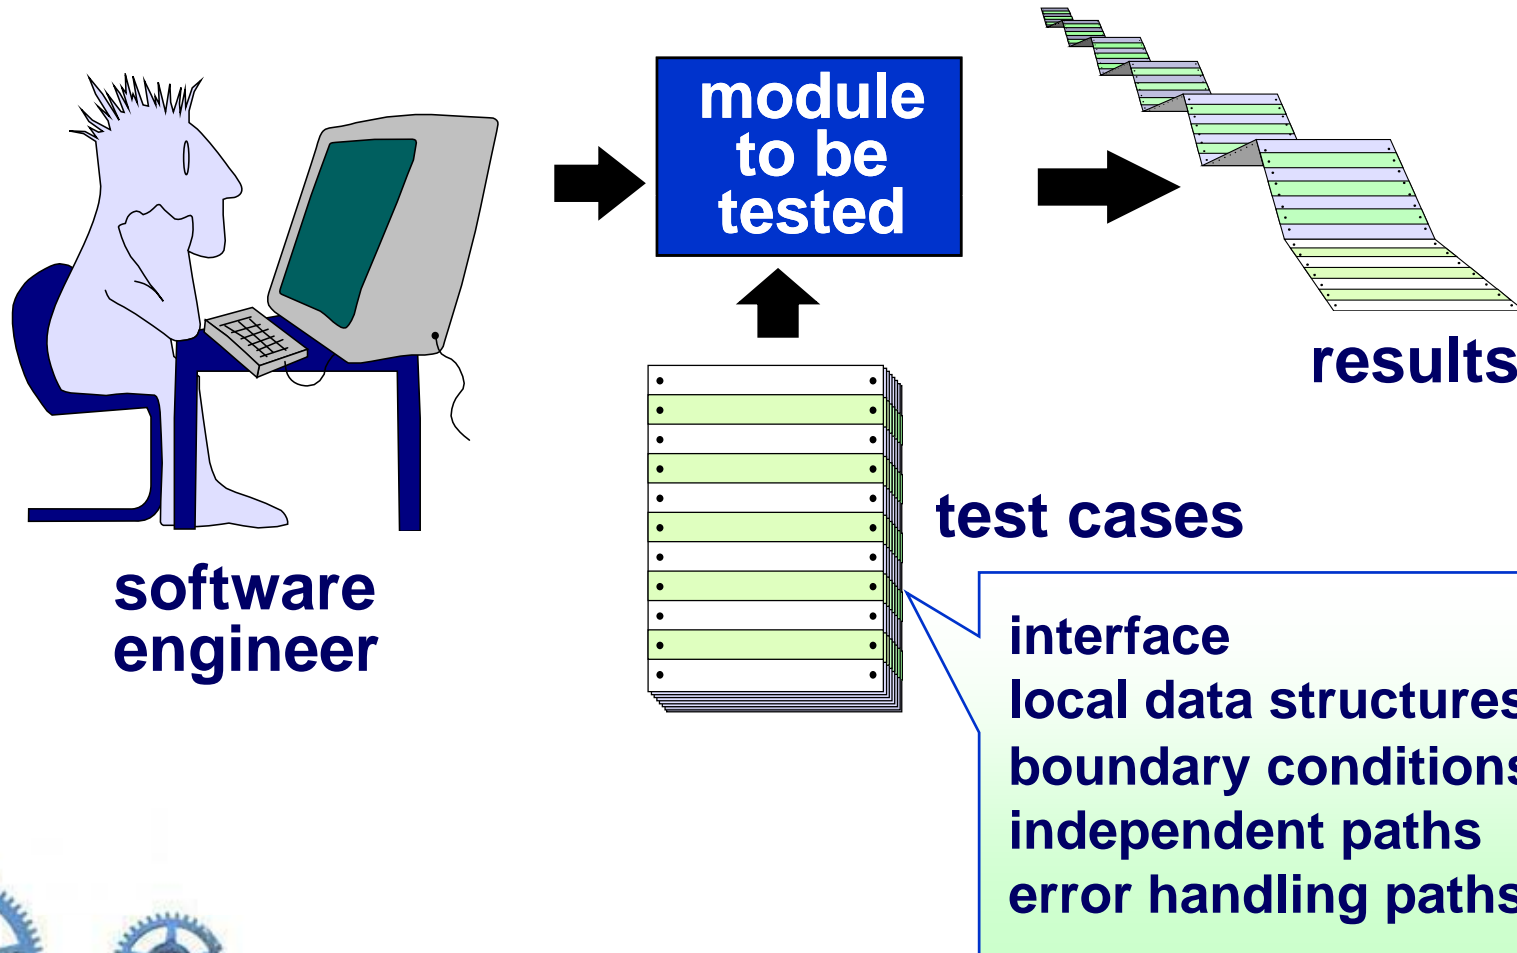 module
to be
tested
results
software
engineer
test cases
interface
local data structures
boundary conditions
independent paths
error handling paths